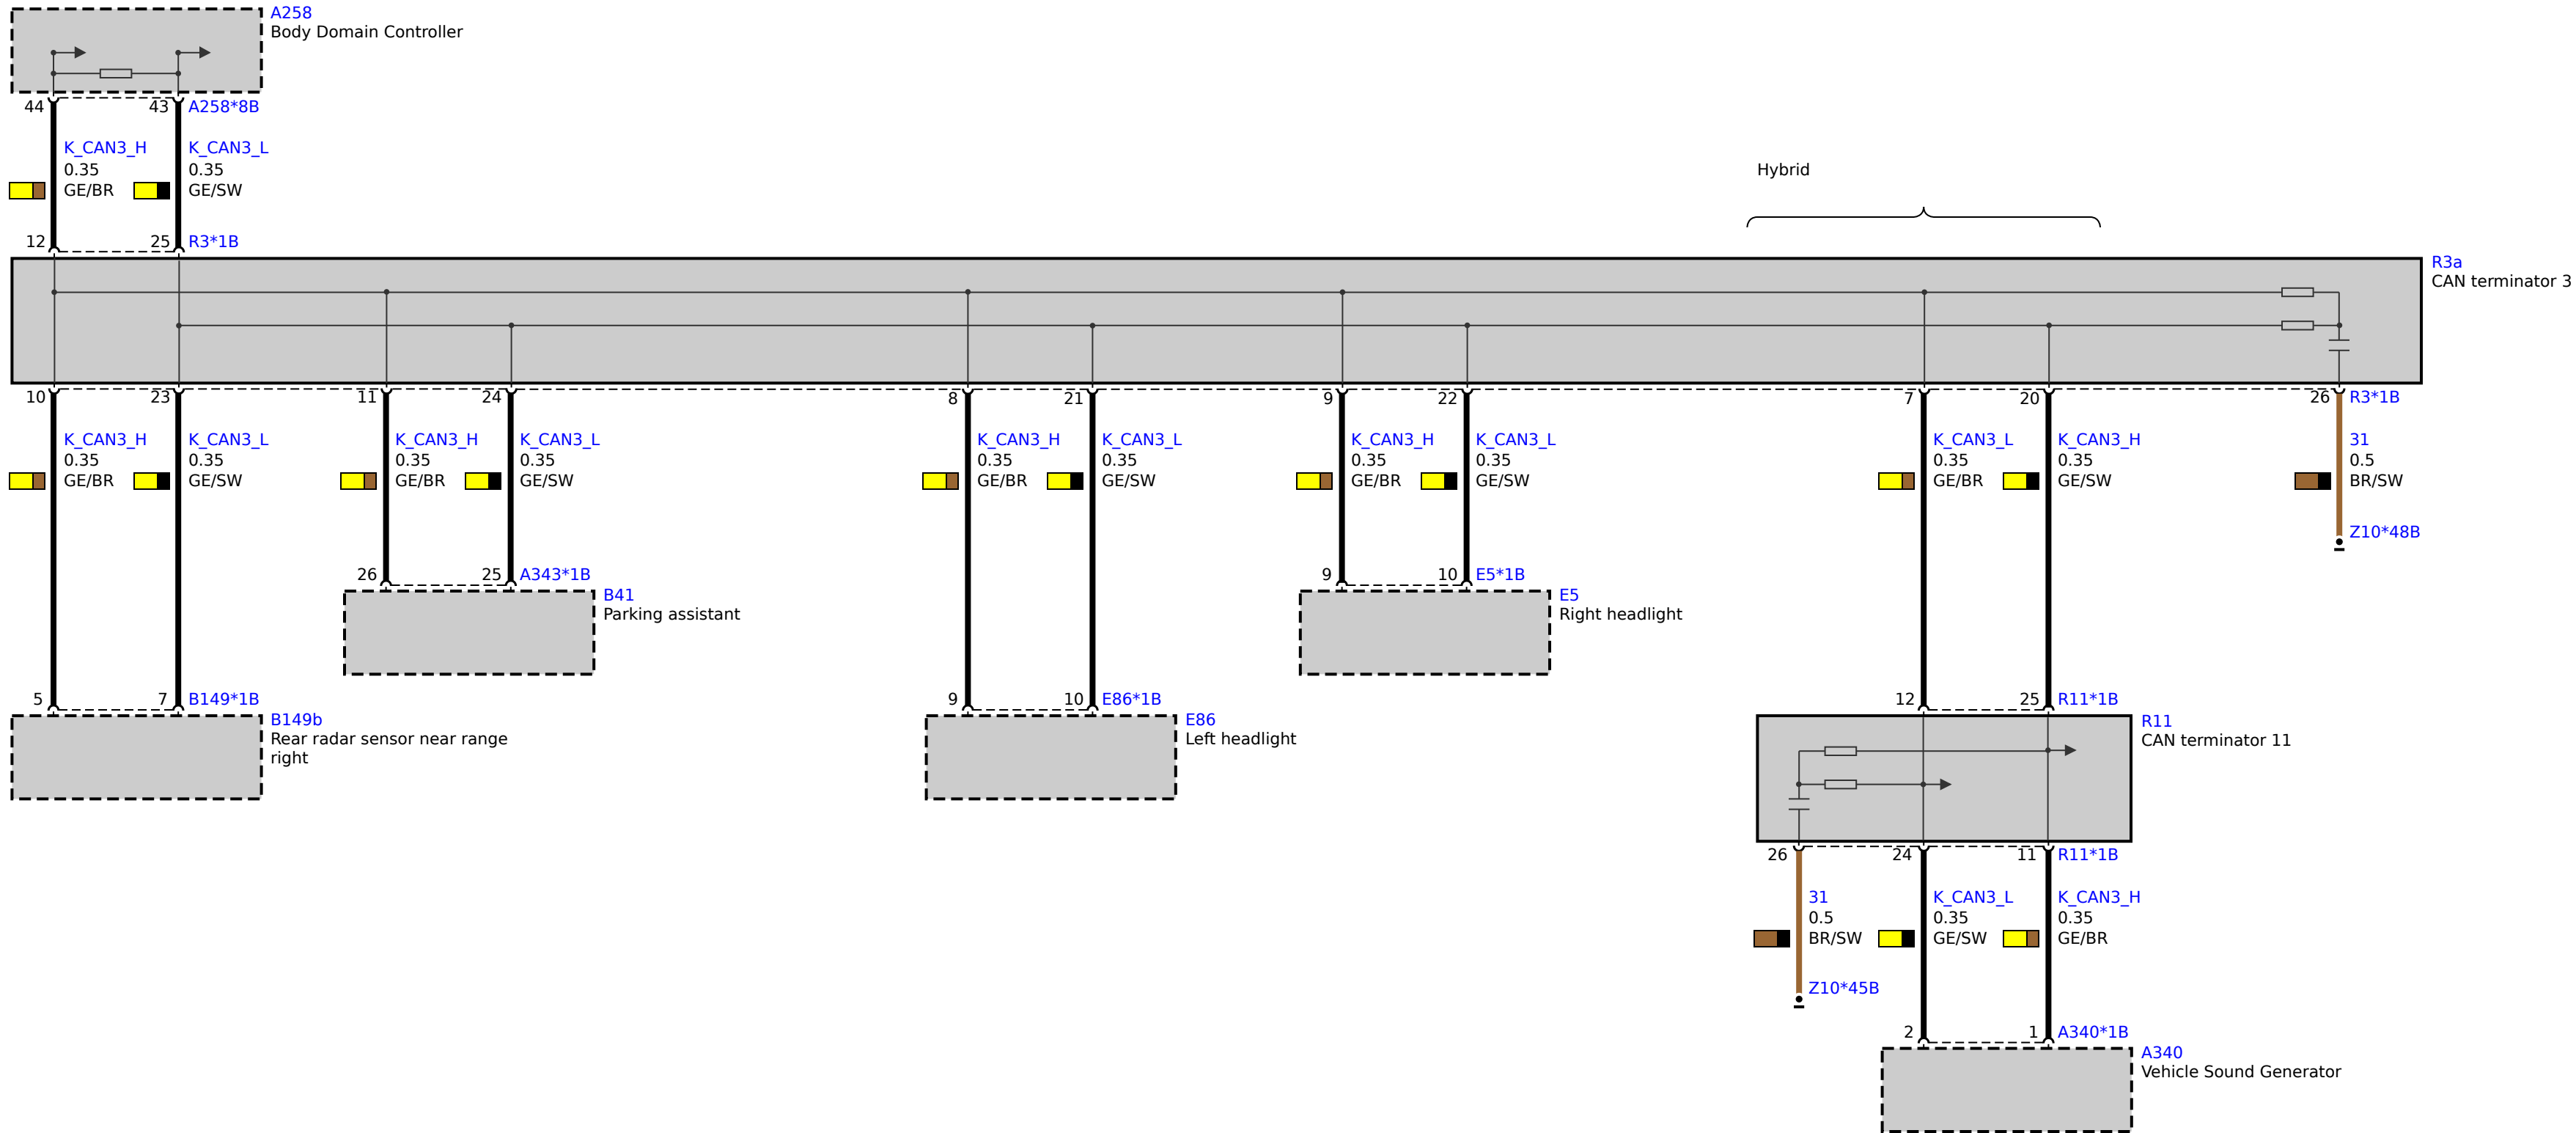 A258
Body Domain Controller
44
43
A258*8B
K_CAN3_H
0.35
GE/BR
K_CAN3_L
0.35
GE/SW
12
25
R3*1B
Hybrid
R3a
CAN terminator 3
10
23
11
24
8
21
9
22
7
20
26
R3*1B
K_CAN3_H
0.35
GE/BR
K_CAN3_L
0.35
GE/SW
K_CAN3_H
0.35
GE/BR
K_CAN3_L
0.35
GE/SW
K_CAN3_H
0.35
GE/BR
K_CAN3_L
0.35
GE/SW
K_CAN3_H
0.35
GE/BR
K_CAN3_L
0.35
GE/SW
K_CAN3_L
0.35
GE/BR
K_CAN3_H
0.35
GE/SW
31
0.5
BR/SW
Z10*48B
26
25
A343*1B
B41
Parking assistant
9
10
E5*1B
E5
Right headlight
5
7
B149*1B
B149b
Rear radar sensor near range
right
9
10
E86*1B
E86
Left headlight
12
25
R11*1B
R11
CAN terminator 11
26
24
11
R11*1B
31
0.5
BR/SW
K_CAN3_L
0.35
GE/SW
K_CAN3_H
0.35
GE/BR
Z10*45B
2
1
A340*1B
A340
Vehicle Sound Generator